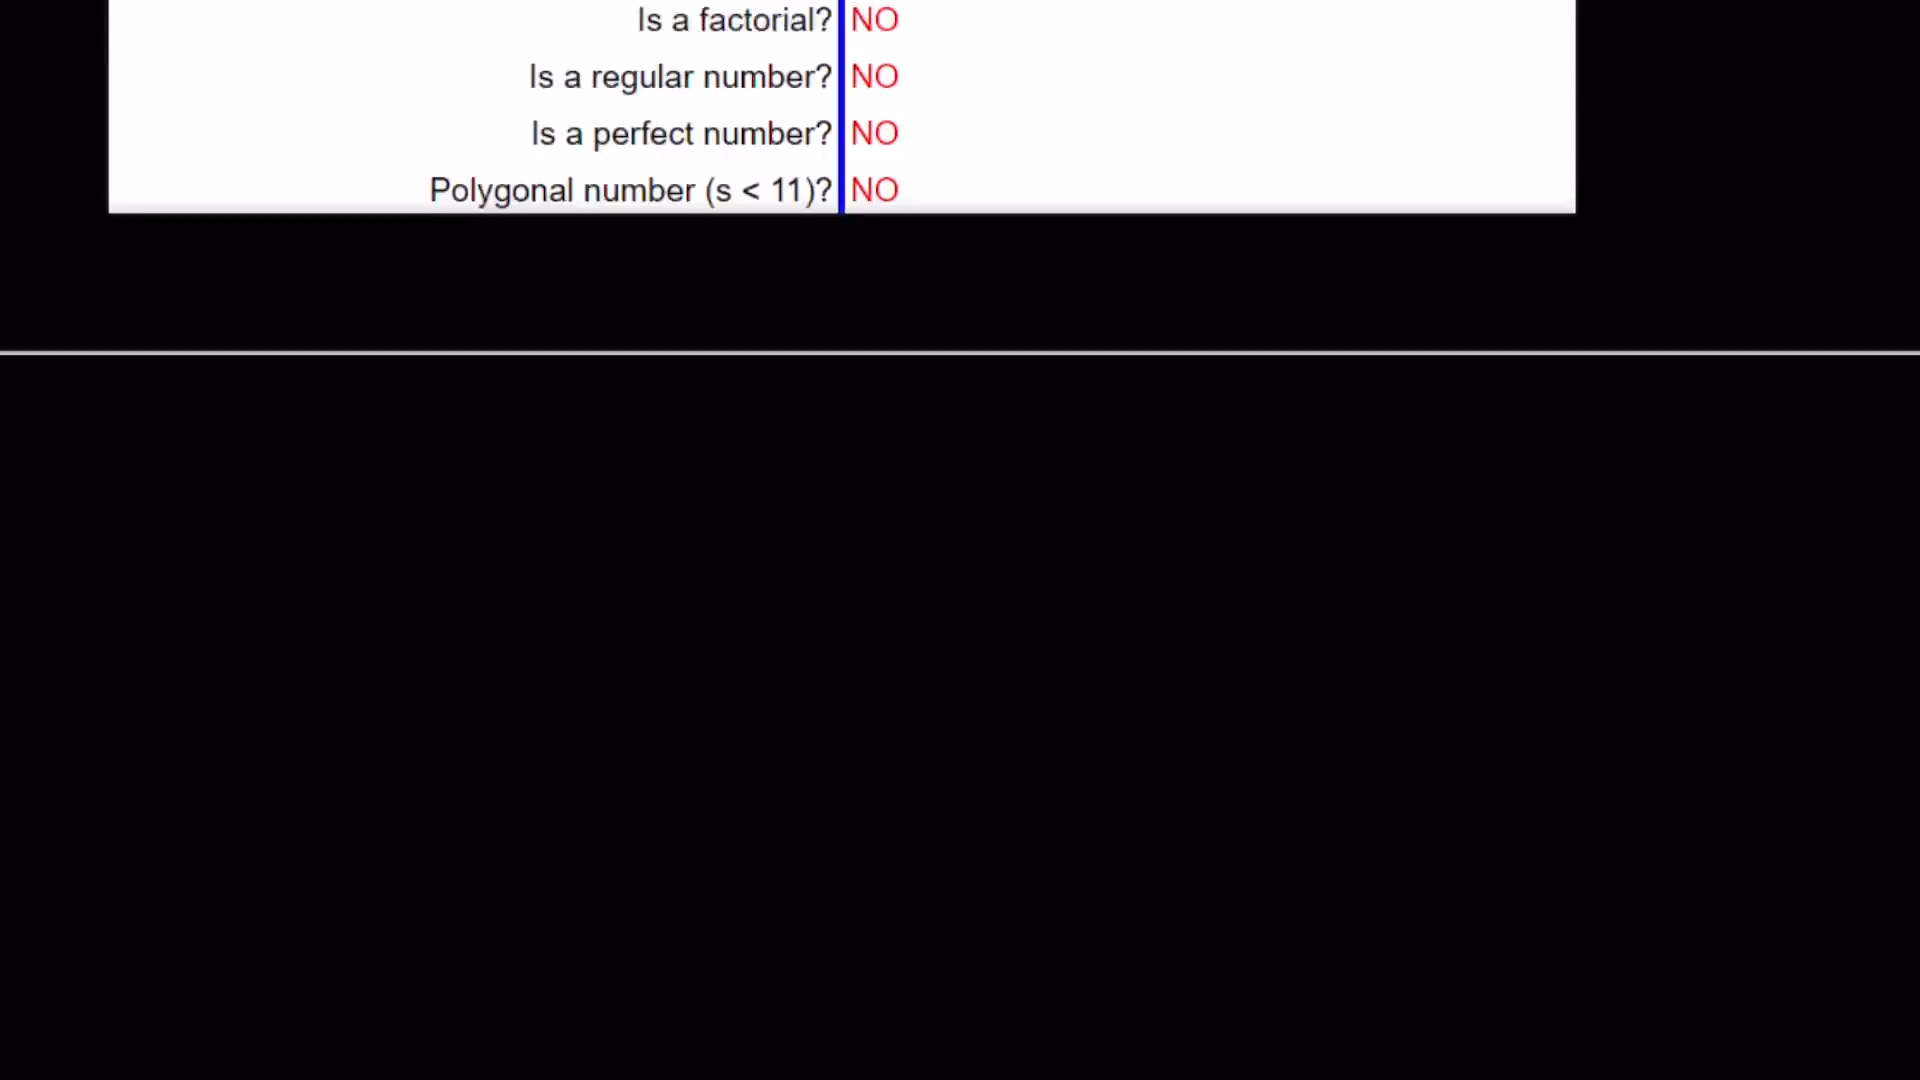 Is a factorial? NO
Is a regular number? NO
Is a perfect number? NO
Polygonal number (s < 11)? NO